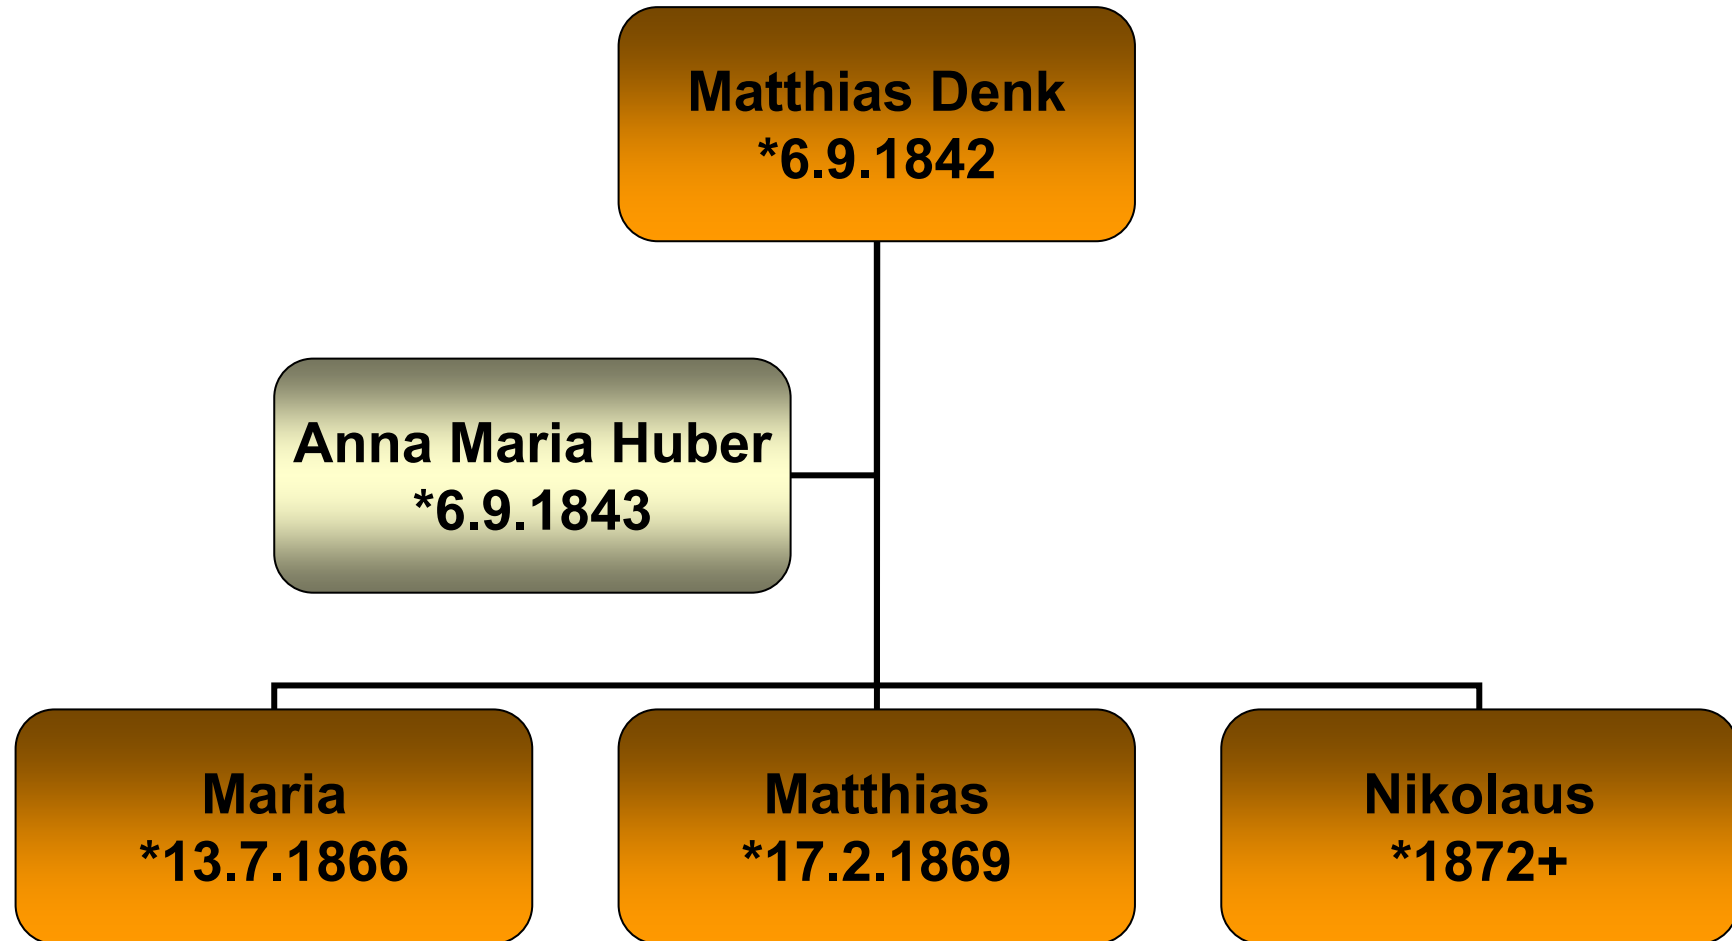 Matthias Denk
*6.9.1842
Anna Maria Huber
*6.9.1843
Maria
*13.7.1866
Matthias
*17.2.1869
Nikolaus
*1872+